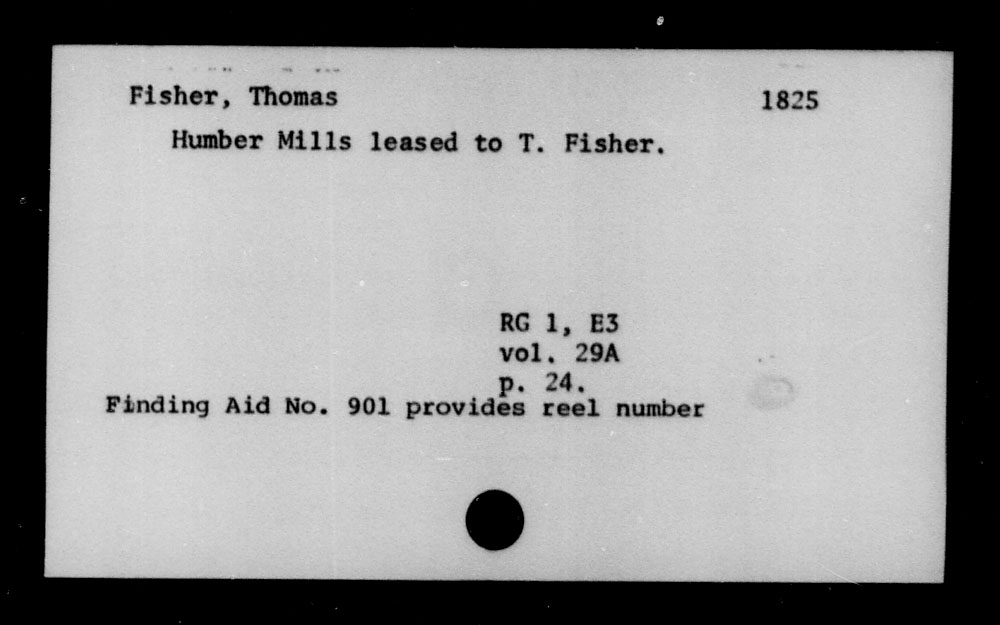 Fisher, Thomas 1825
Humber Mills leased to T. Fisher.
RG 1, E3
vol. 29A
p. 24.
Finding Aid No. 901 provides reel number